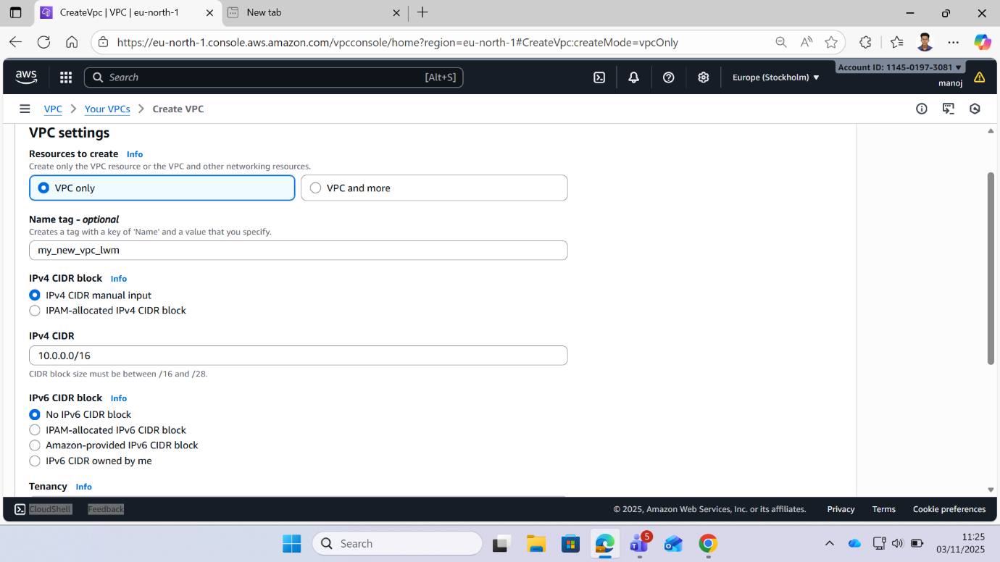 CreateVpc | VPC | eu-north-1
New tab
https://eu-north-1.console.aws.amazon.com/vpcconsole/home?region=eu-north-1#CreateVpc:createMode=vpcOnly
aws
Search
[Alt+S]
Europe (Stockholm)
Account ID: 1145-0197-3081
manoj
VPC
Your VPCs
Create VPC
VPC settings
Resources to create Info
Create only the VPC resource or the VPC and other networking resources.
VPC only
VPC and more
Name tag - optional
Creates a tag with a key of 'Name' and a value that you specify.
my_new_vpc_lwm
IPv4 CIDR block Info
IPv4 CIDR manual input
IPAM-allocated IPv4 CIDR block
IPv4 CIDR
10.0.0.0/16
CIDR block size must be between /16 and /28.
IPv6 CIDR block Info
No IPv6 CIDR block
IPAM-allocated IPv6 CIDR block
Amazon-provided IPv6 CIDR block
IPv6 CIDR owned by me
Tenancy Info
CloudShell
Feedback
© 2025, Amazon Web Services, Inc. or its affiliates.
Privacy
Terms
Cookie preferences
Search
5
11:25
03/11/2025